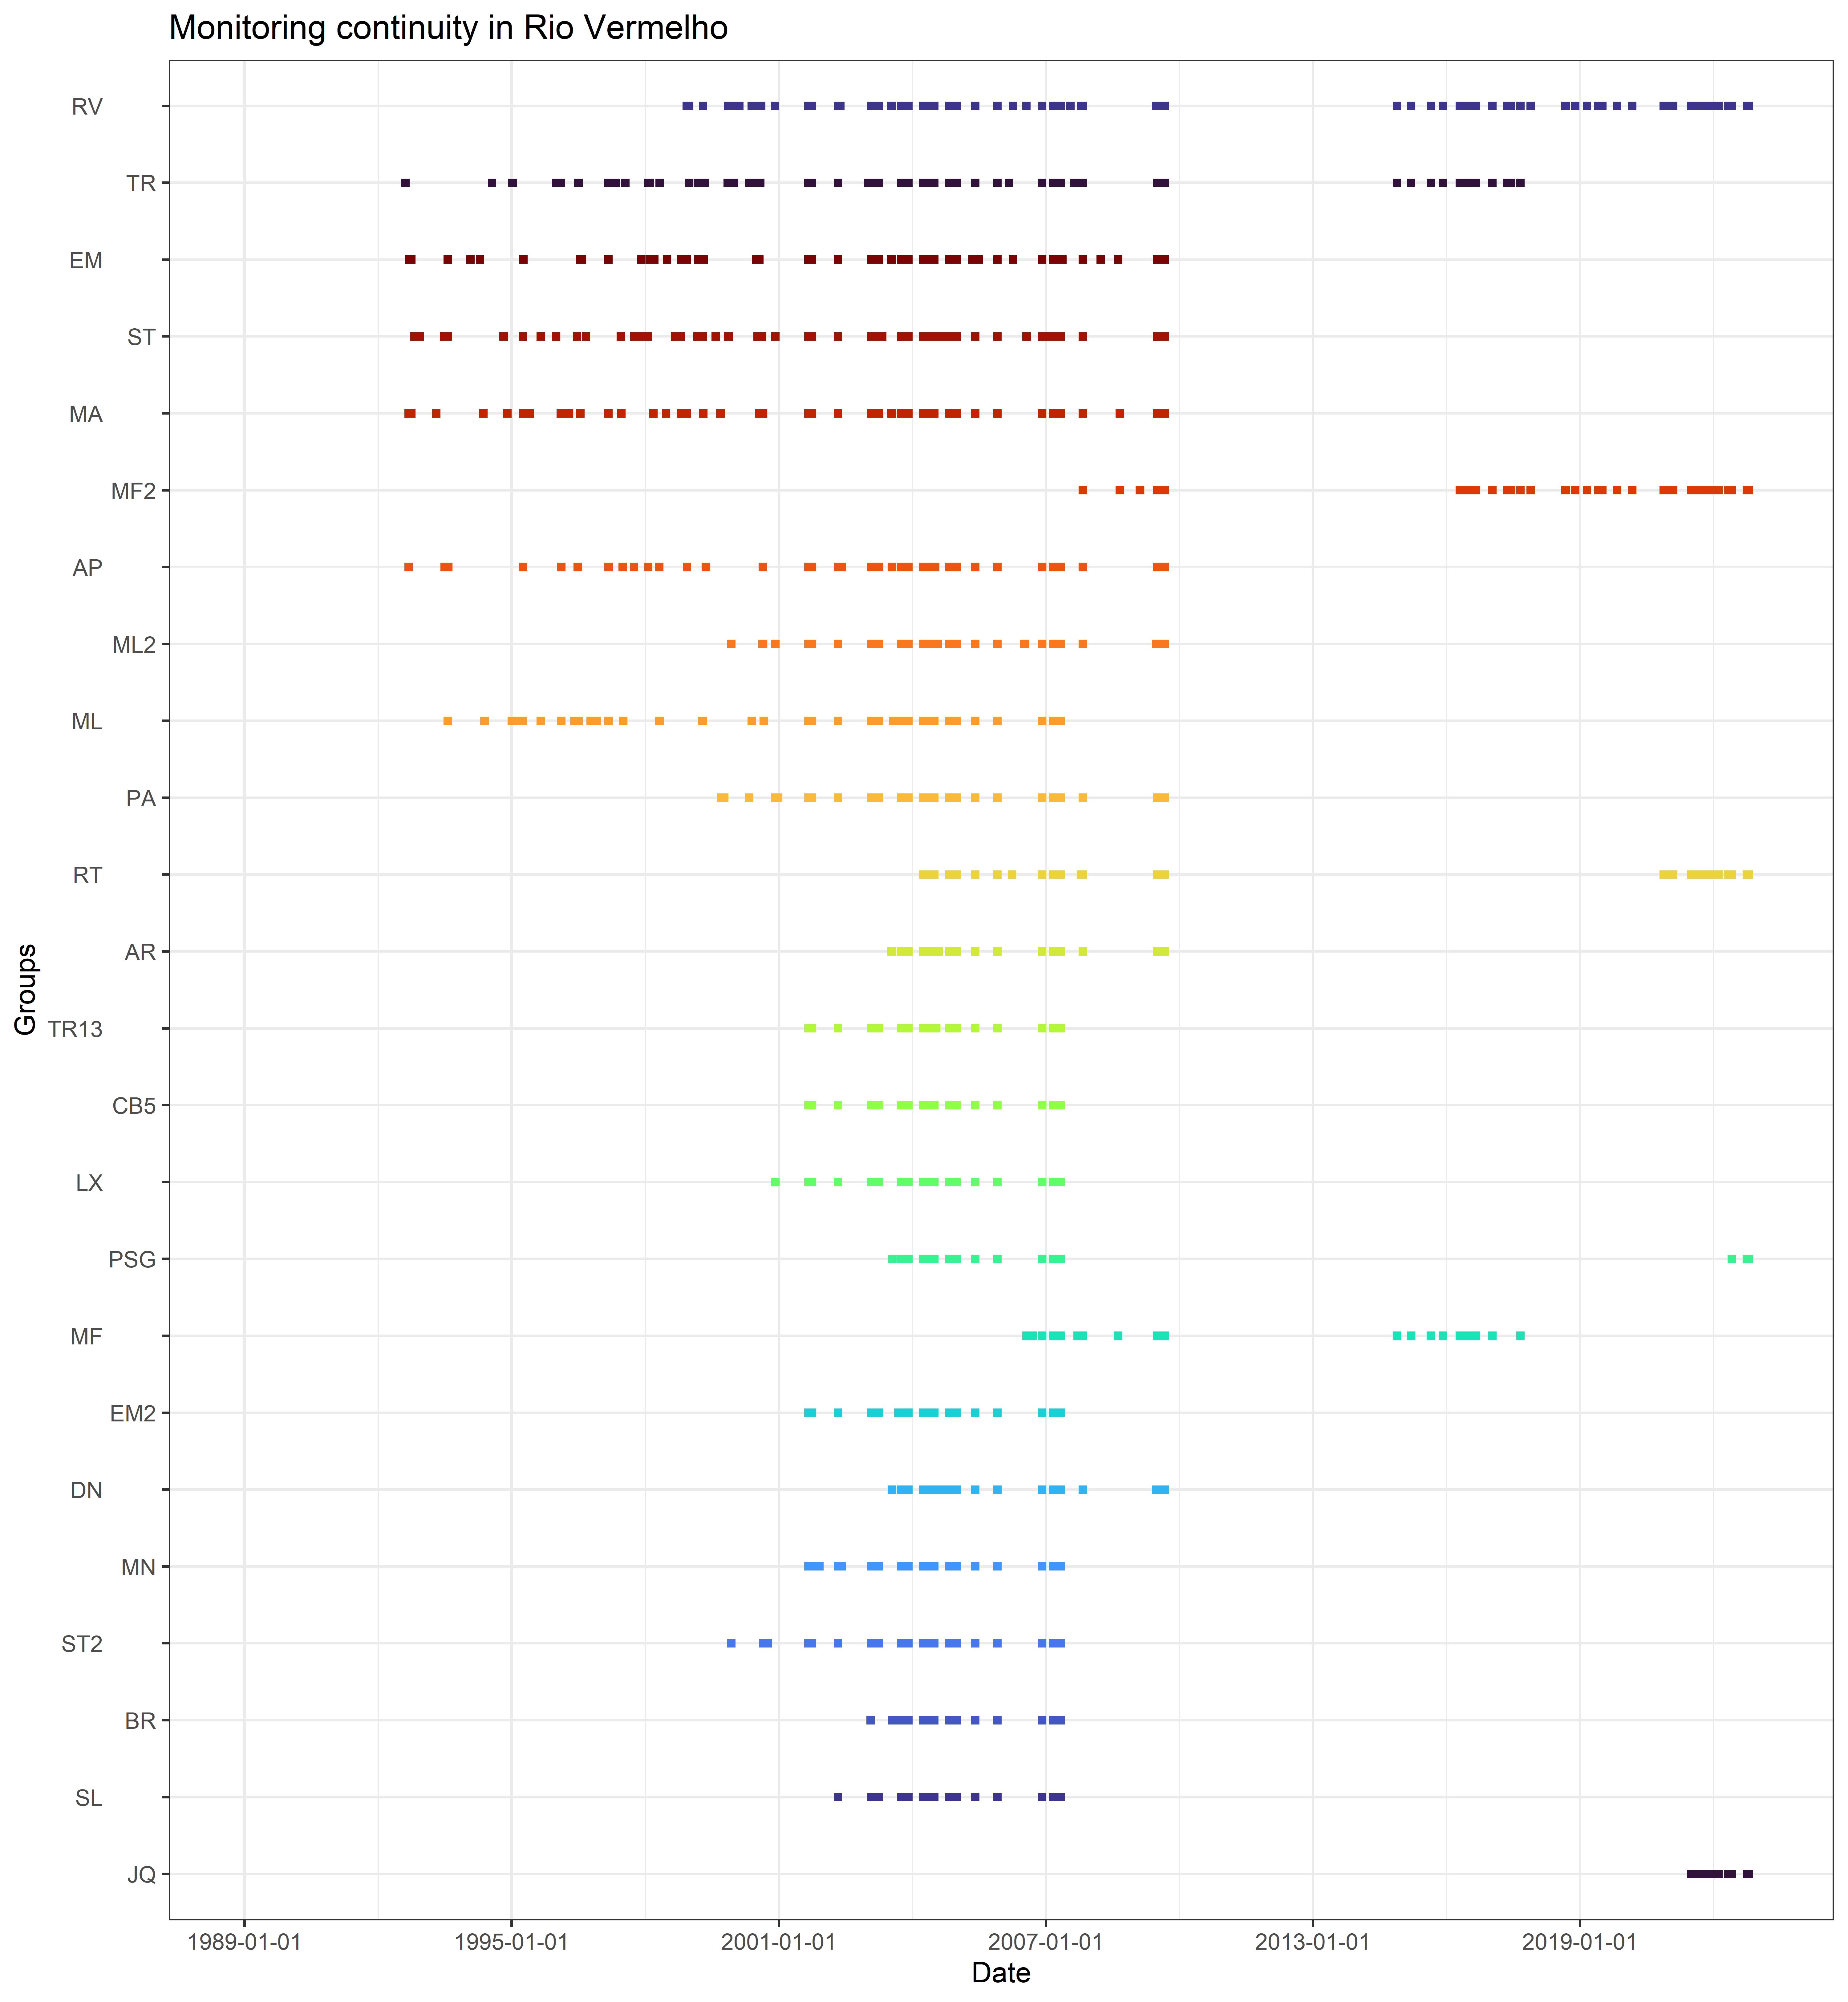 Monitoring continuity in Rio Vermelho
RV
TR
EM
ST
MA
MF2
AP
ML2
ML
PA
RT
AR
TR13
CB5
LX
PSG
MF
EM2
DN
MN
ST2
BR
SL
JQ
Groups
1989-01-01 1995-01-01 2001-01-01 2007-01-01 2013-01-01 2019-01-01
Date